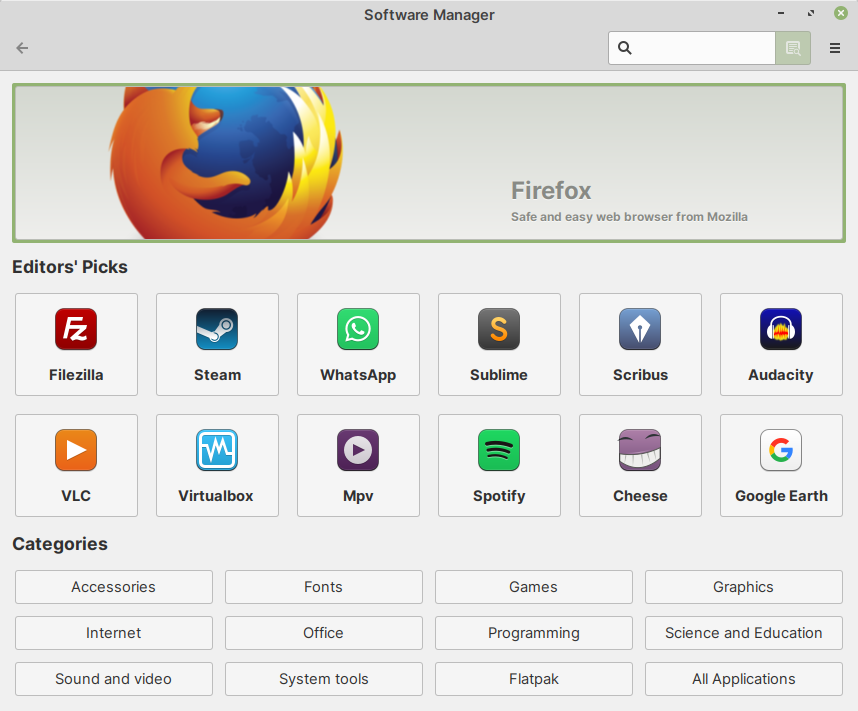 Software Manager
Firefox
Safe and easy web browser from Mozilla
Editors' Picks
Fz
S
Filezilla
Steam
WhatsApp
Sublime
Scribus
Audacity
G
VLC
Virtualbox
Mpv
Spotify
Cheese
Google Earth
Categories
Accessories
Fonts
Games
Graphics
Internet
Office
Programming
Science and Education
Sound and video
System tools
Flatpak
All Applications